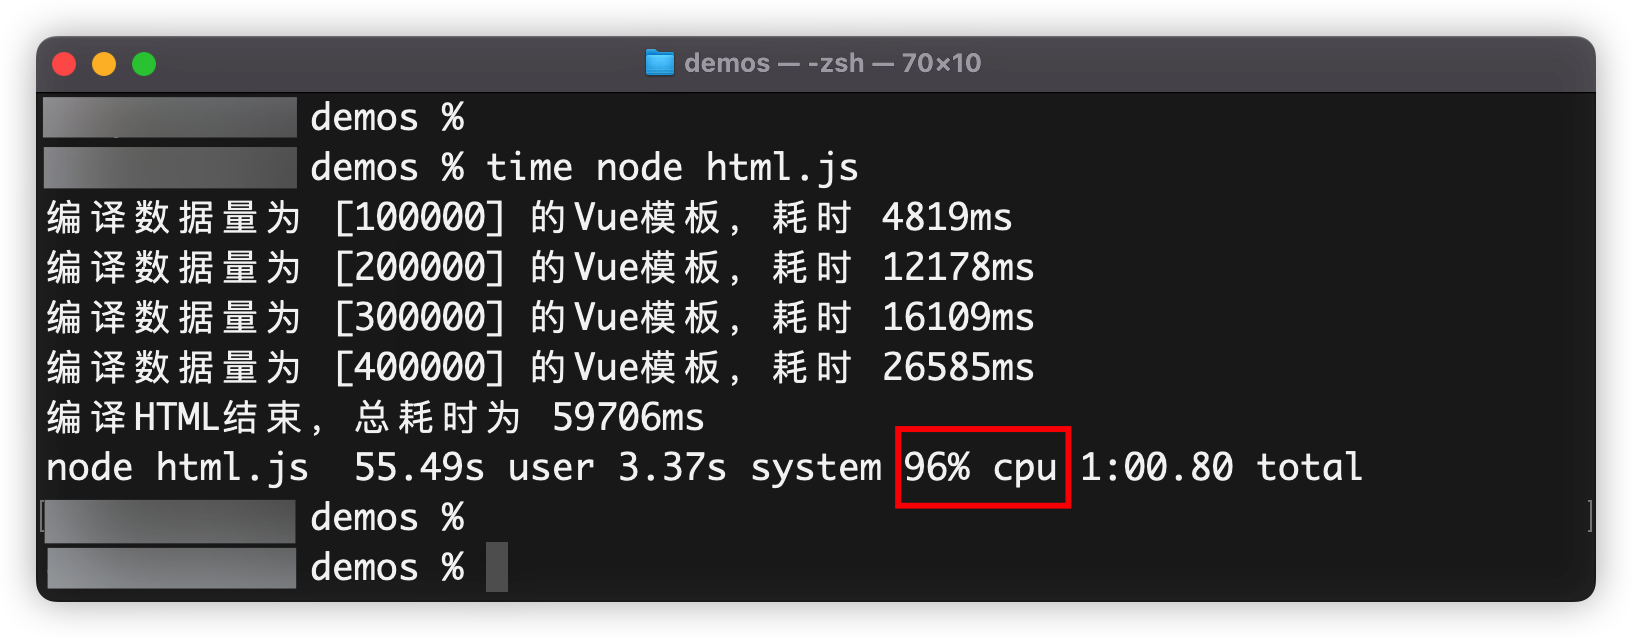 demos — -zsh — 70×10
demos %
demos % time node html.js
编译数据量为 [100000] 的Vue模板，耗时 4819ms
编译数据量为 [200000] 的Vue模板，耗时 12178ms
编译数据量为 [300000] 的Vue模板，耗时 16109ms
编译数据量为 [400000] 的Vue模板，耗时 26585ms
编译HTML结束，总耗时为 59706ms
node html.js  55.49s user 3.37s system 96% cpu 1:00.80 total
demos %
demos %